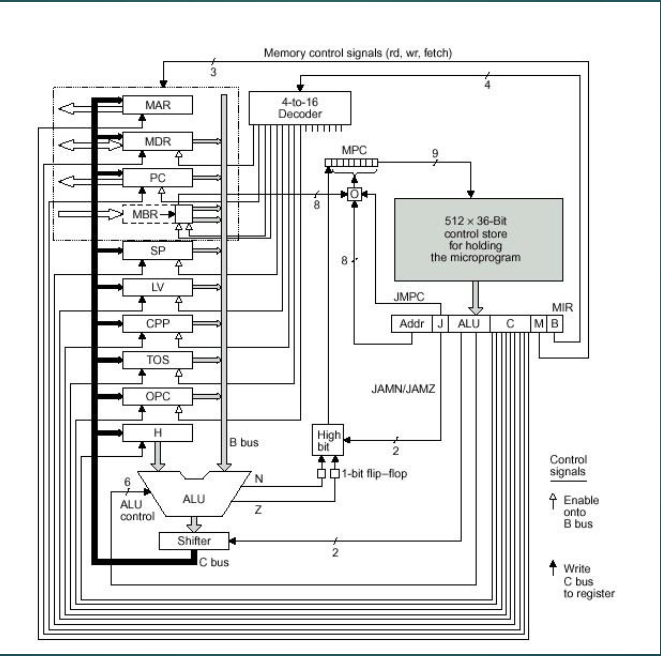 Memory control signals (rd, wr, fetch)
3
4
MAR
4-to-16
Decoder
MDR
MPC
9
PC
8
O
MBR
512 × 36-Bit
control store
for holding
the microprogram
SP
8
LV
JMPC
MIR
CPP
Addr J ALU C M B
TOS
JAMN/JAMZ
OPC
H
B bus
High
bit
2
Control
signals
6
N
1-bit flip–flop
ALU
ALU
control
Z
Enable
onto
B bus
Shifter
2
C bus
Write
C bus
to register